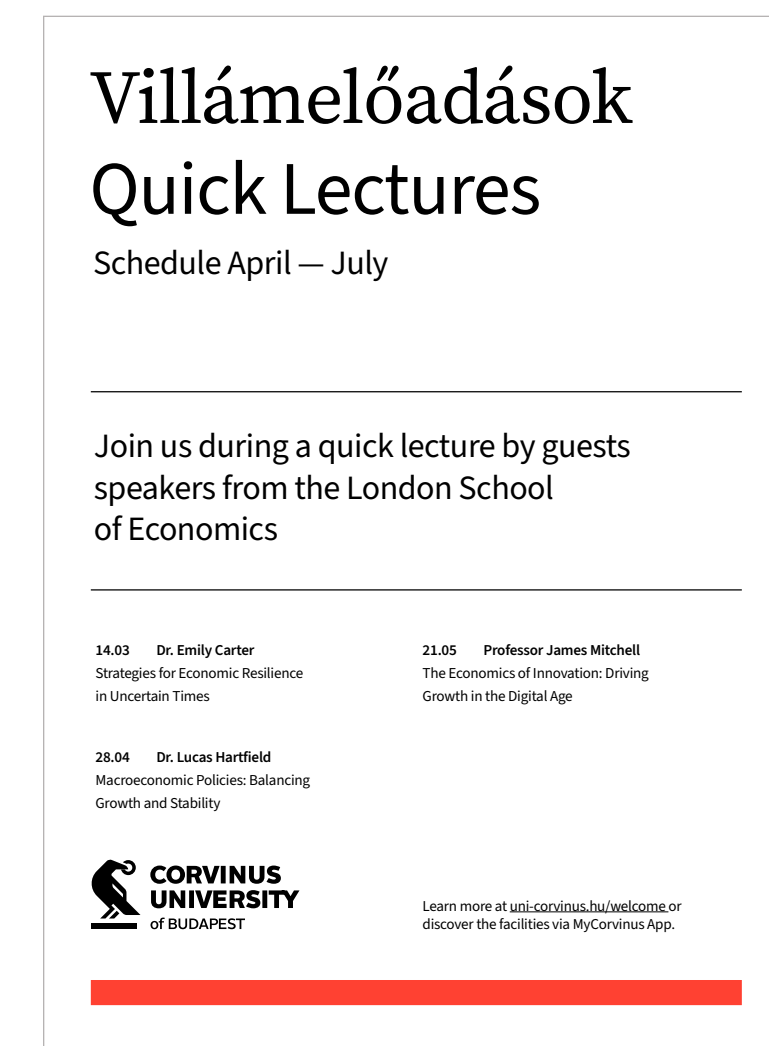 Villámelőadások
Quick Lectures
Schedule April — July
Join us during a quick lecture by guests
speakers from the London School
of Economics
14.03 Dr. Emily Carter
Strategies for Economic Resilience
in Uncertain Times
28.04 Dr. Lucas Hartfield
Macroeconomic Policies: Balancing
Growth and Stability
21.05 Professor James Mitchell
The Economics of Innovation: Driving
Growth in the Digital Age
CORVINUS
UNIVERSITY
of BUDAPEST
Learn more at uni-corvinus.hu/welcome or
discover the facilities via MyCorvinus App.